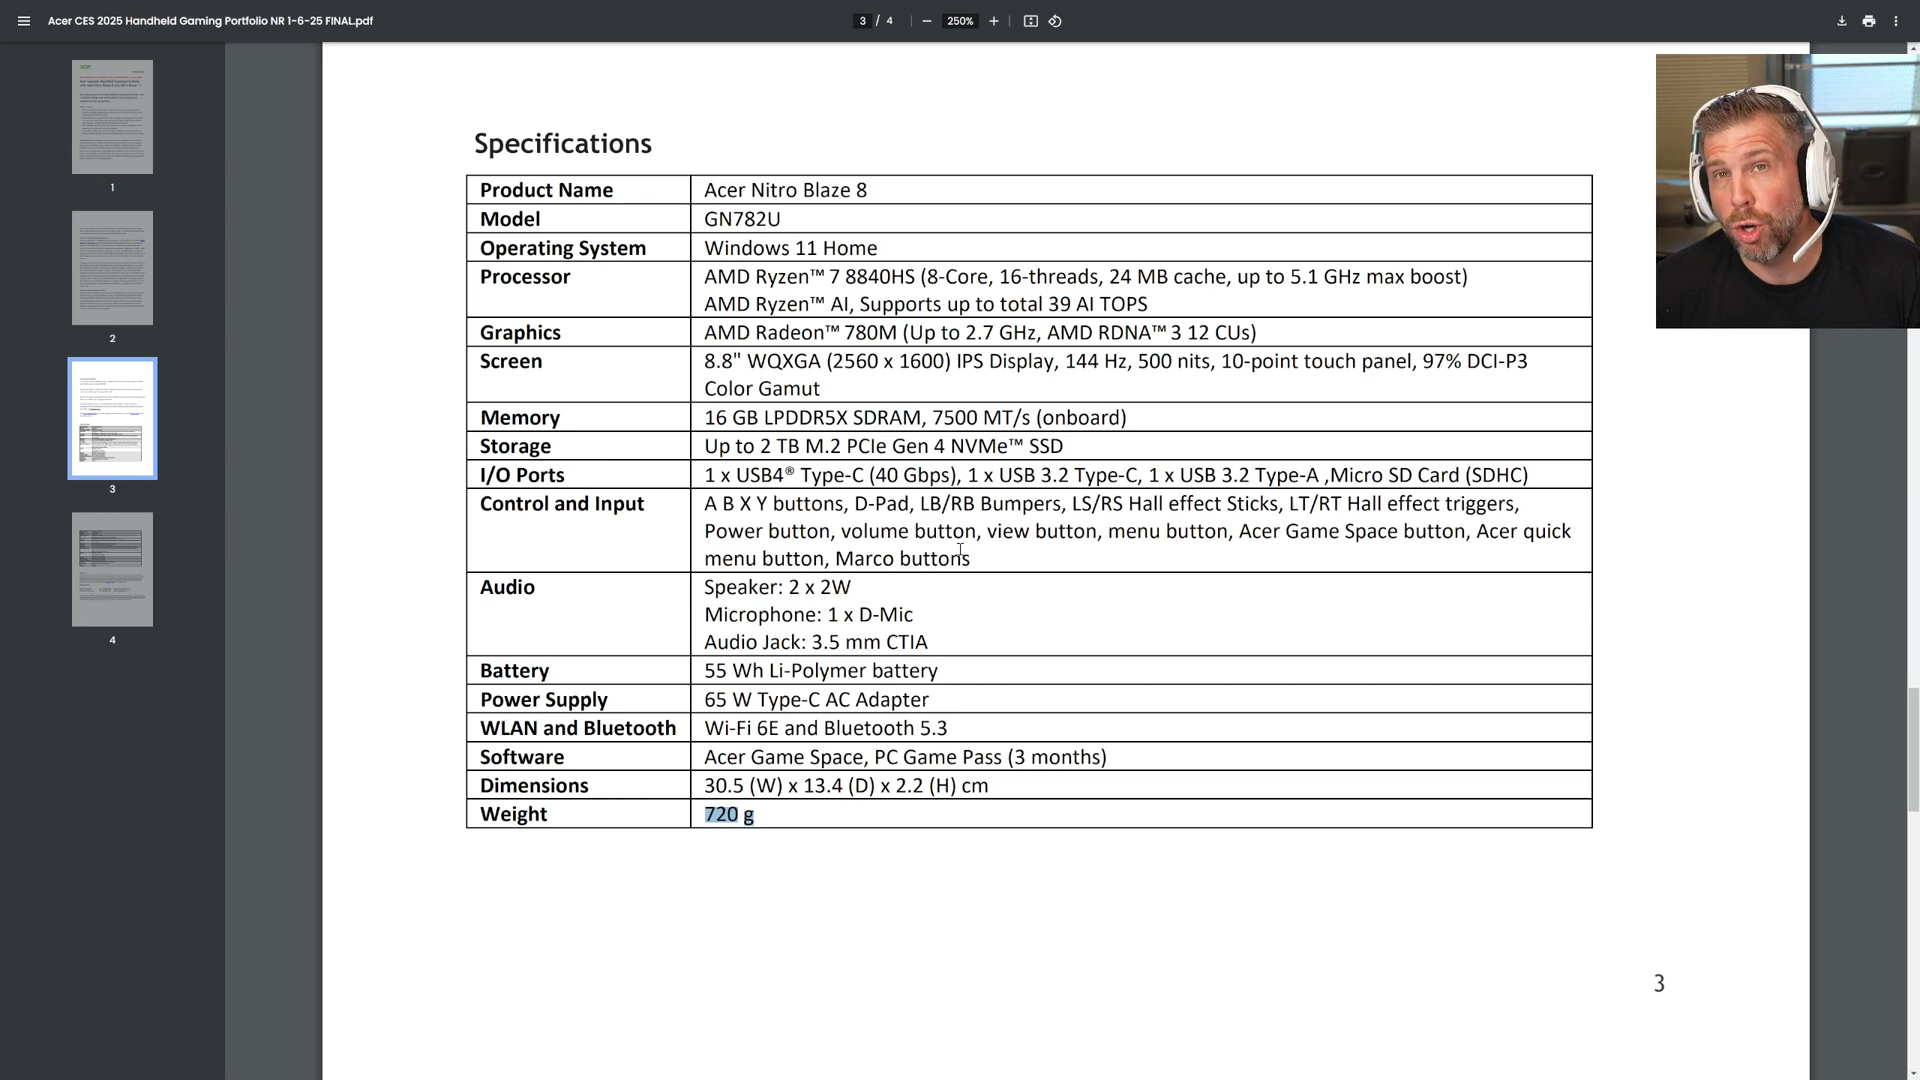 Acer CES 2025 Handheld Gaming Portfolio NR 1-6-25 FINAL.pdf
3 / 4
250%
1
2
3
4
Specifications
Product Name Acer Nitro Blaze 8
Model GN782U
Operating System Windows 11 Home
Processor AMD Ryzen™ 7 8840HS (8-Core, 16-threads, 24 MB cache, up to 5.1 GHz max boost)
AMD Ryzen™ AI, Supports up to total 39 AI TOPS
Graphics AMD Radeon™ 780M (Up to 2.7 GHz, AMD RDNA™ 3 12 CUs)
Screen 8.8" WQXGA (2560 x 1600) IPS Display, 144 Hz, 500 nits, 10-point touch panel, 97% DCI-P3
Color Gamut
Memory 16 GB LPDDR5X SDRAM, 7500 MT/s (onboard)
Storage Up to 2 TB M.2 PCIe Gen 4 NVMe™ SSD
I/O Ports 1 x USB4® Type-C (40 Gbps), 1 x USB 3.2 Type-C, 1 x USB 3.2 Type-A ,Micro SD Card (SDHC)
Control and Input A B X Y buttons, D-Pad, LB/RB Bumpers, LS/RS Hall effect Sticks, LT/RT Hall effect triggers,
Power button, volume button, view button, menu button, Acer Game Space button, Acer quick
menu button, Marco buttons
Audio Speaker: 2 x 2W
Microphone: 1 x D-Mic
Audio Jack: 3.5 mm CTIA
Battery 55 Wh Li-Polymer battery
Power Supply 65 W Type-C AC Adapter
WLAN and Bluetooth Wi-Fi 6E and Bluetooth 5.3
Software Acer Game Space, PC Game Pass (3 months)
Dimensions 30.5 (W) x 13.4 (D) x 2.2 (H) cm
Weight 720 g
3